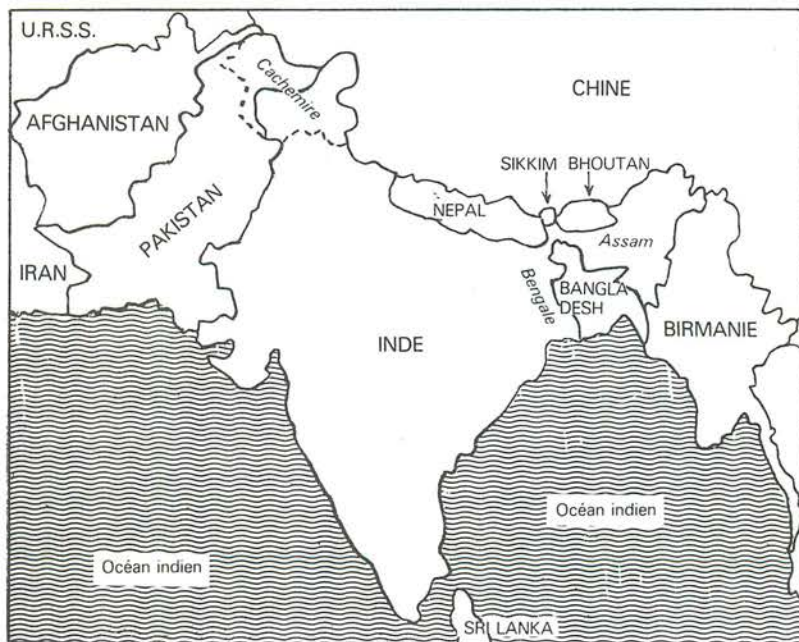 U.R.S.S.
Cachemire
CHINE
AFGHANISTAN
SIKKIM
BHOUTAN
PAKISTAN
NEPAL
Assam
IRAN
Bengale
BANGLA
DESH
INDE
BIRMANIE
Océan indien
Océan indien
SRI LANKA